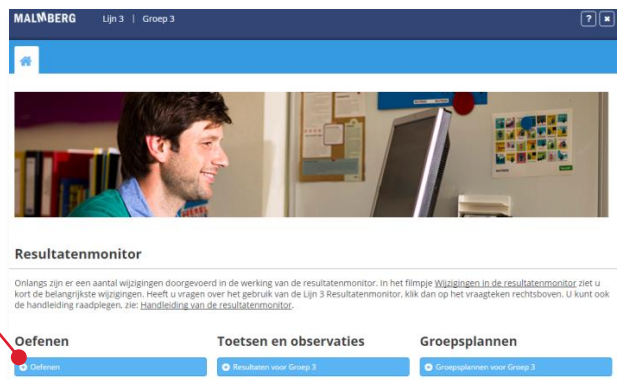 MALMBERG Lijn 3 | Groep 3
Resultatenmonitor
Onlangs zijn er een aantal wijzigingen doorgevoerd in de werking van de resultatenmonitor. In het filmpje Wijzigingen in de resultatenmonitor ziet u
kort de belangrijkste wijzigingen. Heeft u vragen over het gebruik van de Lijn 3 Resultatenmonitor, klik dan op het vraagteken rechtsboven. U kunt ook
de handleiding raadplegen, zie: Handleiding van de resultatenmonitor.
Oefenen Toetsen en observaties Groepsplannen
Oefenen Resultaten voor Groep 3 Groepsplannen voor Groep 3